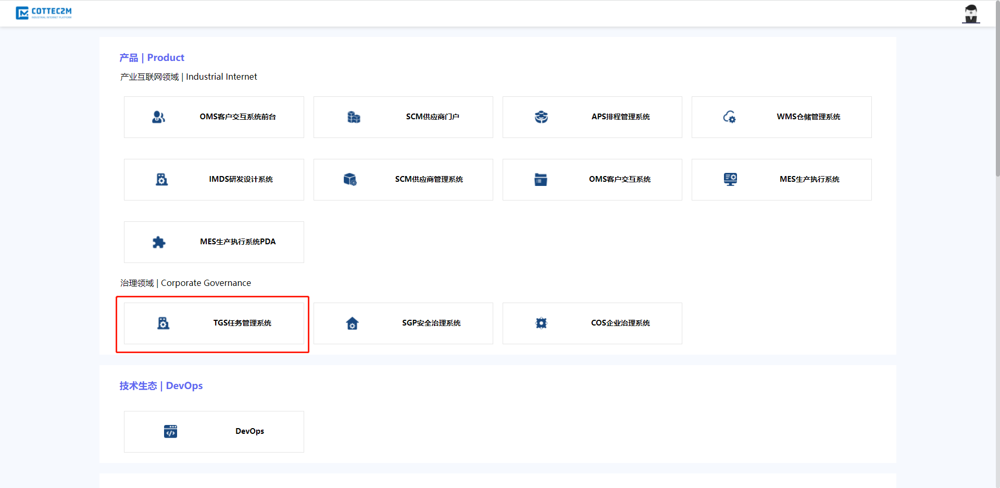 COTTEC2M
INDUSTRIAL INTERNET PLATFORM
产品 | Product
产业互联网领域 | Industrial Internet
OMS客户交互系统前台
SCM供应商门户
APS排程管理系统
WMS仓储管理系统
IMDS研发设计系统
SCM供应商管理系统
OMS客户交互系统
MES生产执行系统
MES生产执行系统PDA
治理领域 | Corporate Governance
TGS任务管理系统
SGP安全治理系统
COS企业治理系统
技术生态 | DevOps
DevOps